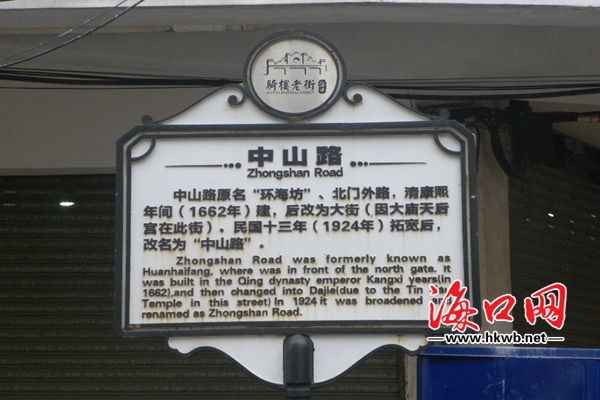 骑楼老街
中山路
Zhongshan Road
中山路原名“环海坊”、北门外路，清康熙
年间（1662年）建，后改为大街（因大庙天后
宫在此街）。民国十三年（1924年）拓宽后，
改名为“中山路”。
Zhongshan Road was formerly known as
Huanhaifang, where was in front of the north gate. It
was built in the Qing dynasty emperor Kangxi years(in
1662),and then changed into Dajie(due to the Tin
Temple in this street) in 1924 it was broadened
renamed as Zhongshan Road.
海口网
www.hkwb.net